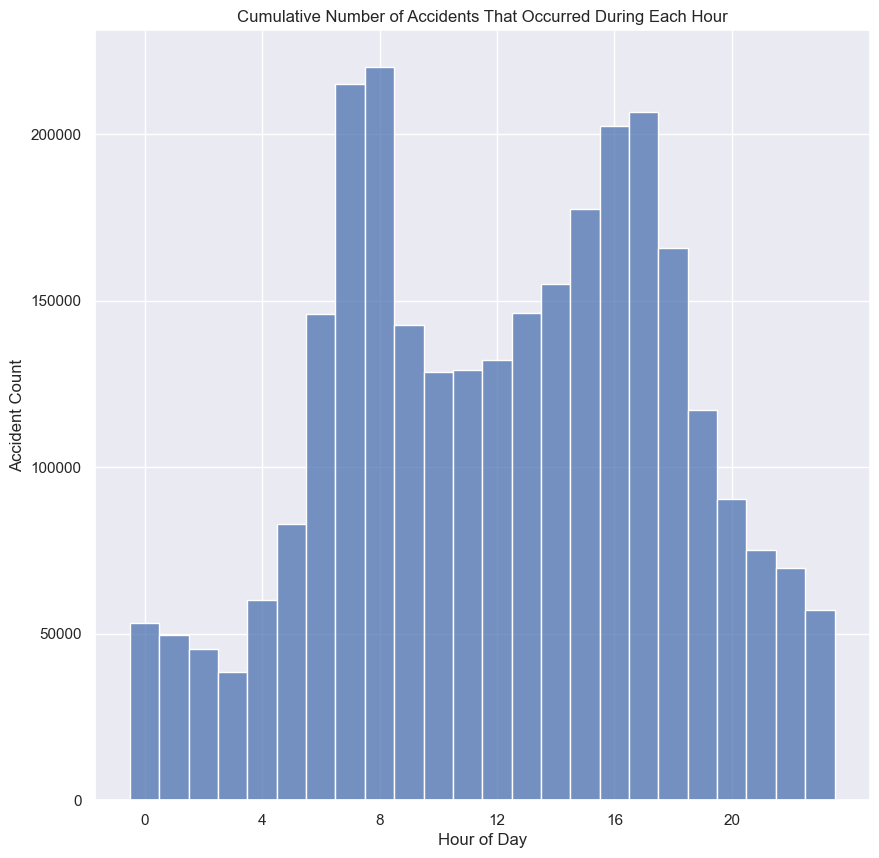 Cumulative Number of Accidents That Occurred During Each Hour
Accident Count
200000
150000
100000
50000
0
0 4 8 12 16 20
Hour of Day